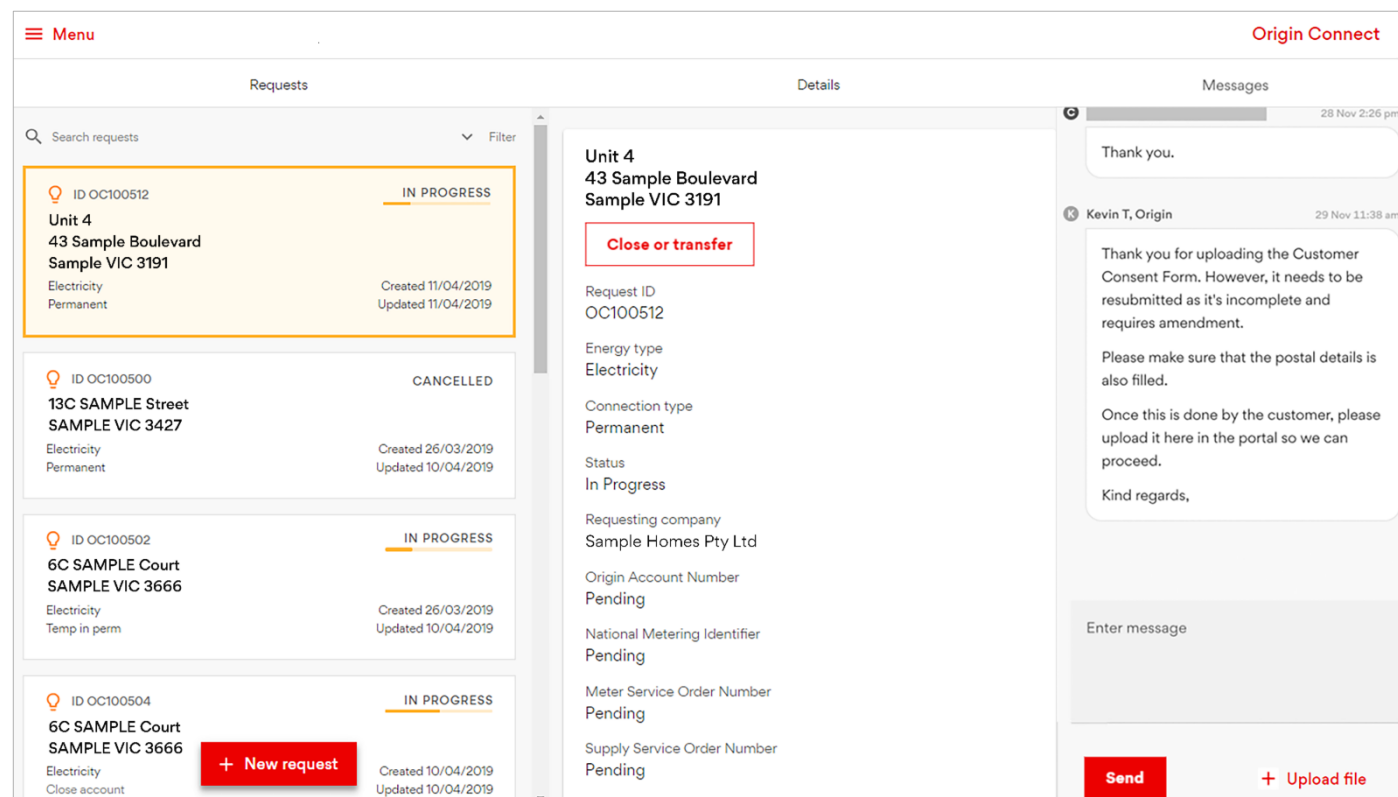 Menu
Origin Connect
Requests
Details
Messages
Search requests
Filter
ID OC100512
IN PROGRESS
Unit 4
43 Sample Boulevard
Sample VIC 3191
Electricity
Created 11/04/2019
Permanent
Updated 11/04/2019
ID OC100500
CANCELLED
13C SAMPLE Street
SAMPLE VIC 3427
Electricity
Created 26/03/2019
Permanent
Updated 10/04/2019
ID OC100502
IN PROGRESS
6C SAMPLE Court
SAMPLE VIC 3666
Electricity
Created 26/03/2019
Temp in perm
Updated 10/04/2019
ID OC100504
IN PROGRESS
6C SAMPLE Court
SAMPLE VIC 3666
+ New request
Electricity
Created 10/04/2019
Close account
Updated 10/04/2019
Unit 4
43 Sample Boulevard
Sample VIC 3191
Close or transfer
Request ID
OC100512
Energy type
Electricity
Connection type
Permanent
Status
In Progress
Requesting company
Sample Homes Pty Ltd
Origin Account Number
Pending
National Metering Identifier
Pending
Meter Service Order Number
Pending
Supply Service Order Number
Pending
C
28 Nov 2:26 pm
Thank you.
K
Kevin T, Origin
29 Nov 11:38 am
Thank you for uploading the Customer
Consent Form. However, it needs to be
resubmitted as it's incomplete and
requires amendment.
Please make sure that the postal details is
also filled.
Once this is done by the customer, please
upload it here in the portal so we can
proceed.
Kind regards,
Enter message
Send
+ Upload file